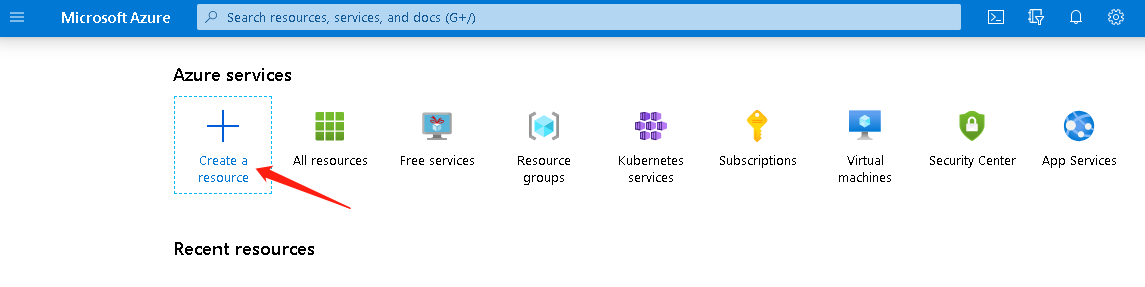 Microsoft Azure
Search resources, services, and docs (G+/)
Azure services
Create a
resource
All resources
Free services
Resource
groups
Kubernetes
services
Subscriptions
Virtual
machines
Security Center
App Services
Recent resources